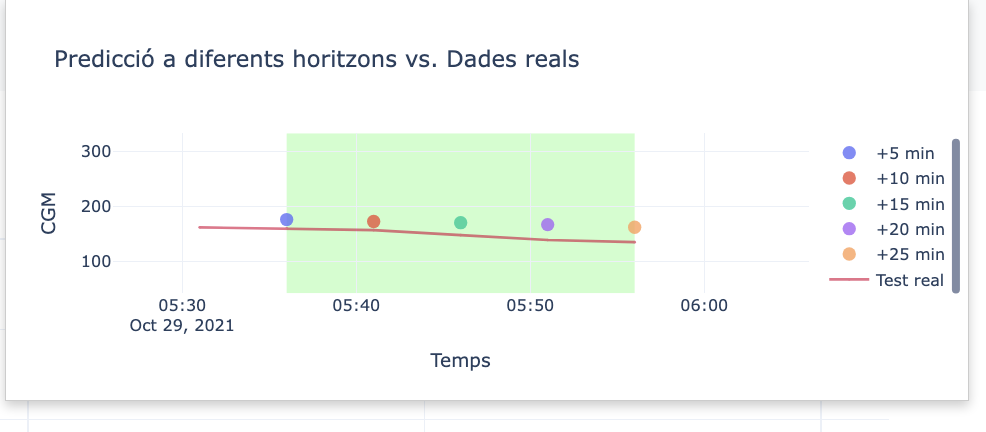 Predicció a diferents horitzons vs. Dades reals
300
200
100
CGM
05:30
05:40
05:50
06:00
Oct 29, 2021
Temps
+5 min
+10 min
+15 min
+20 min
+25 min
Test real